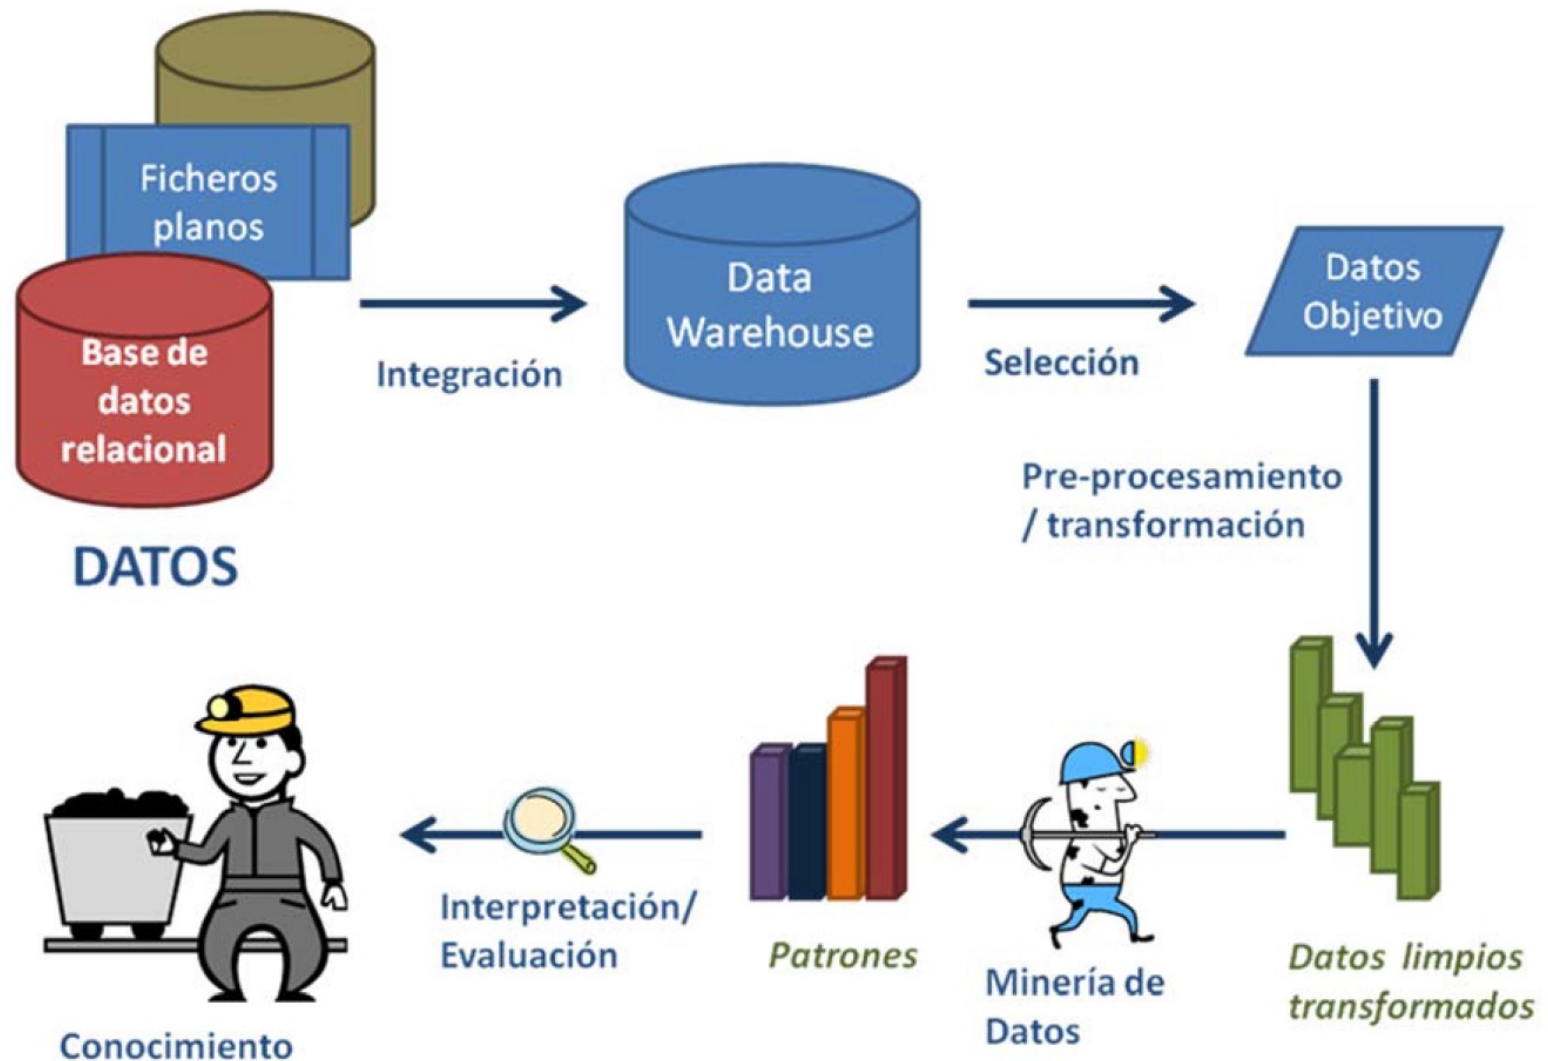 Ficheros
planos
Base de
datos
relacional
DATOS
Integración
Data
Warehouse
Selección
Datos
Objetivo
Pre-procesamiento
/ transformación
Datos limpios
transformados
Minería de
Datos
Patrones
Interpretación/
Evaluación
Conocimiento